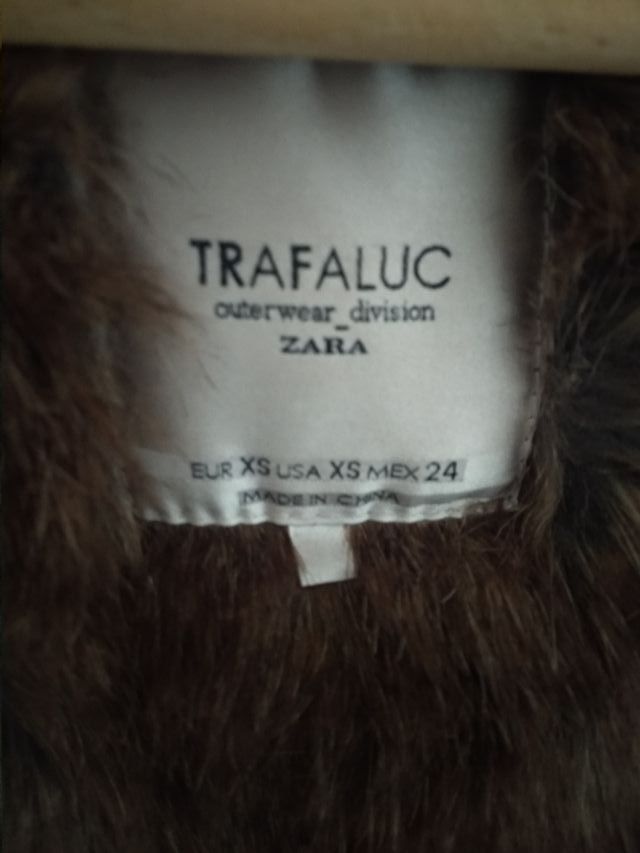 TRAFALUC
outerwear_division
ZARA
EUR XS USA XS MEX 24
MADE IN CHINA